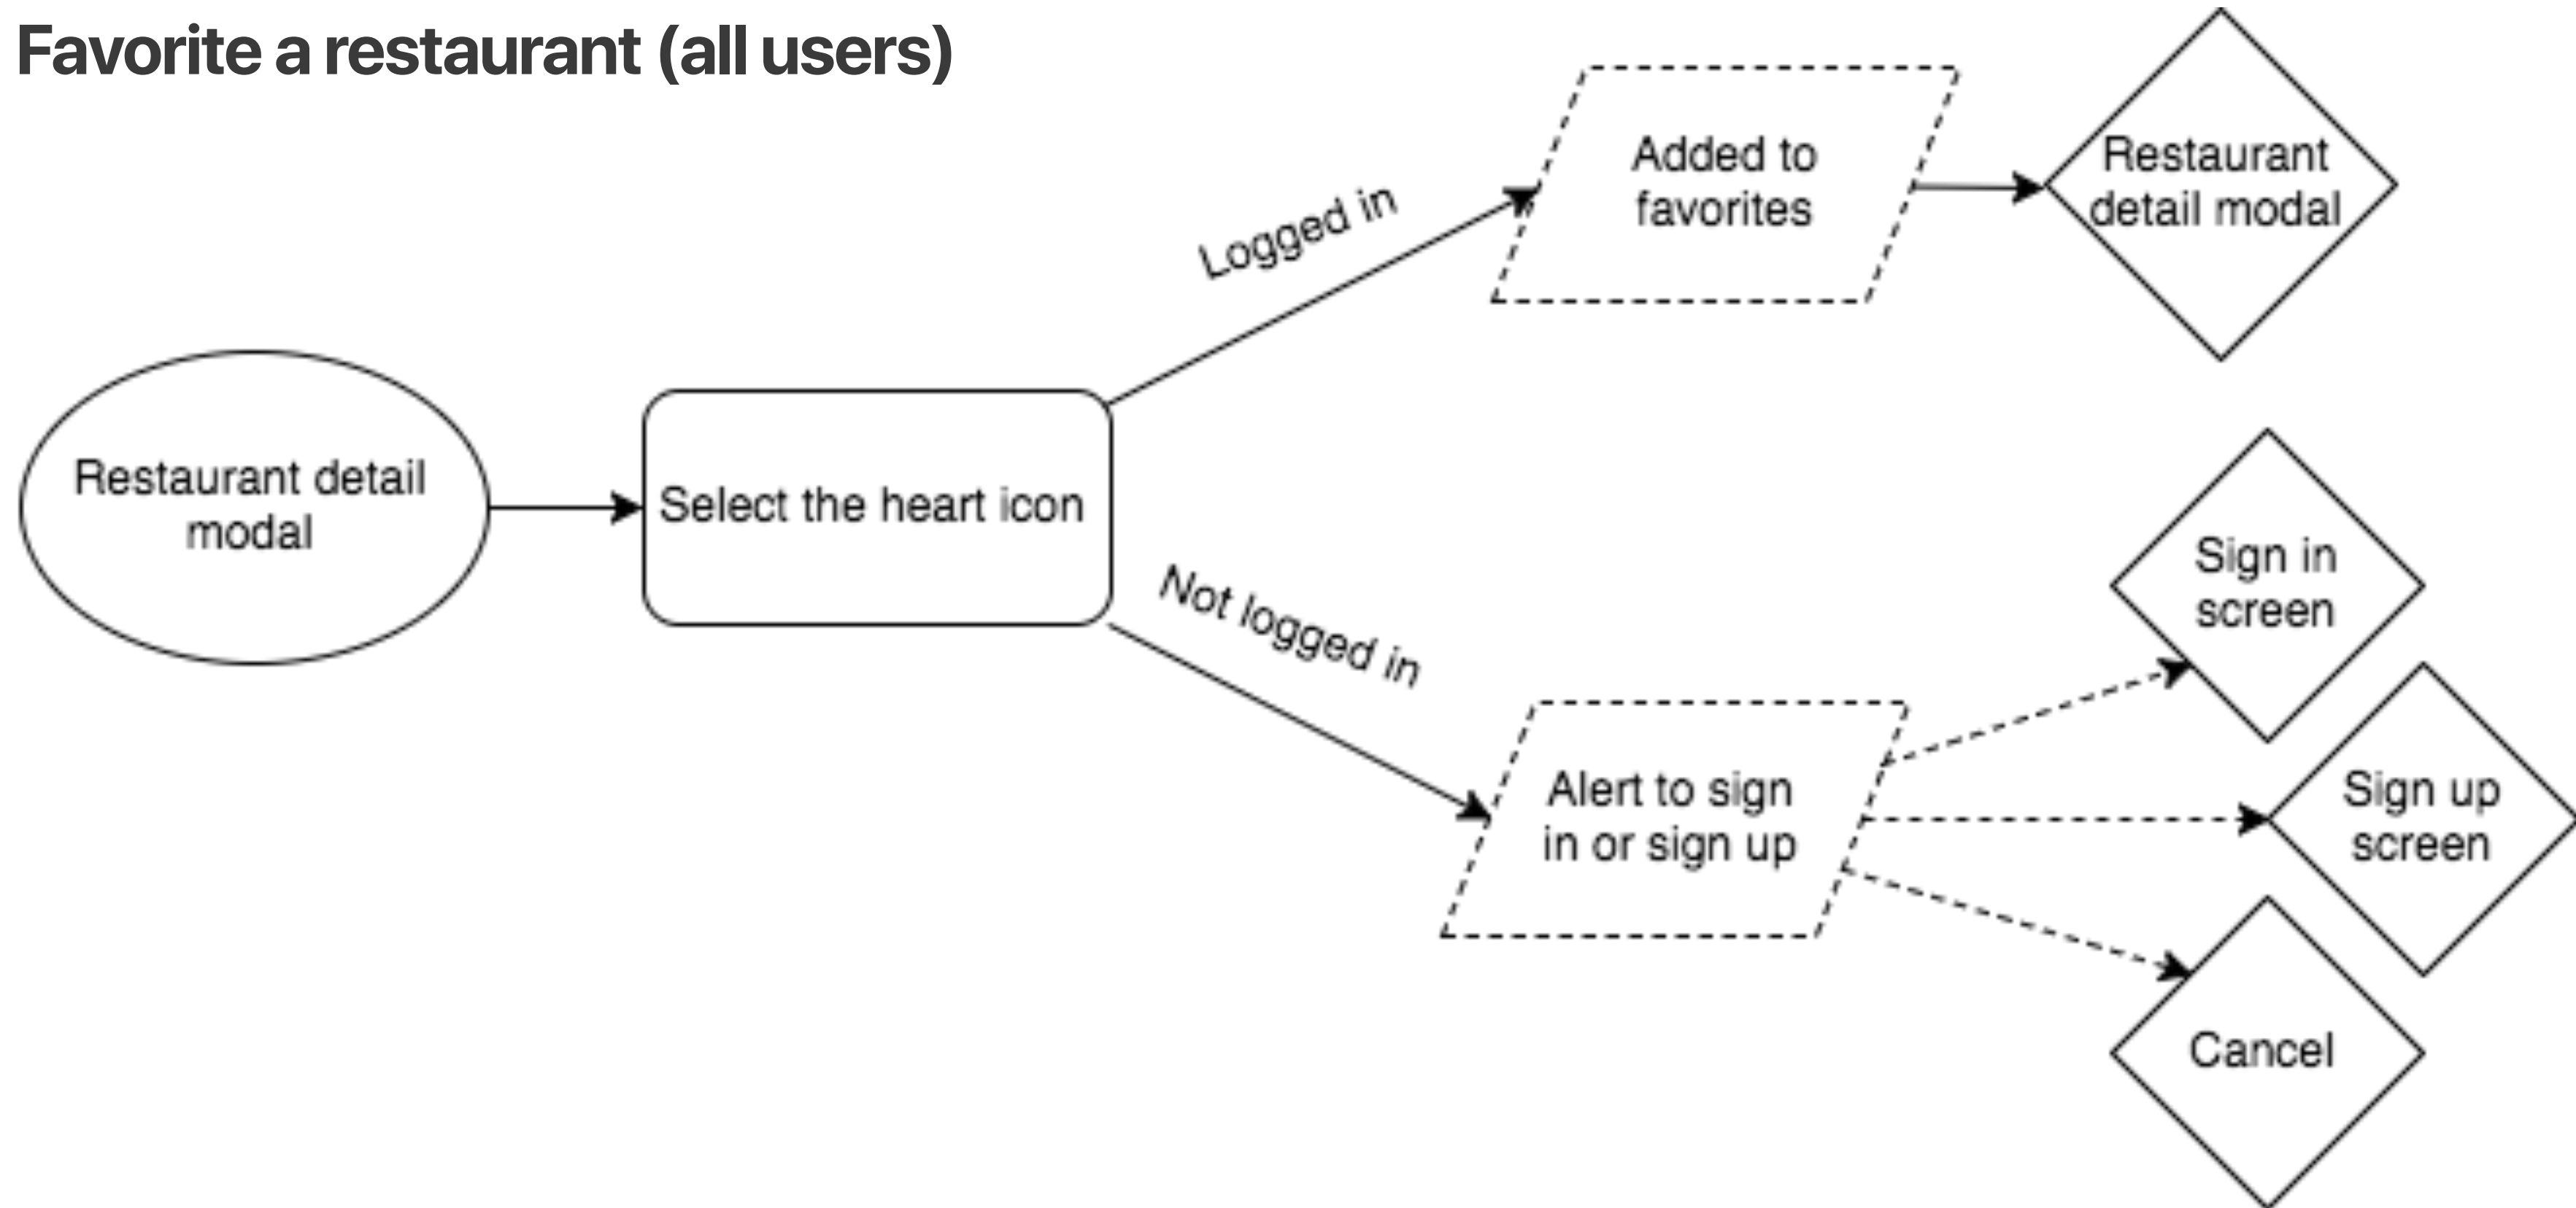 Favorite a restaurant (all users)
Restaurant detail
modal
Select the heart icon
Logged in
Added to
favorites
Restaurant
detail modal
Not logged in
Alert to sign
in or sign up
Sign in
screen
Sign up
screen
Cancel